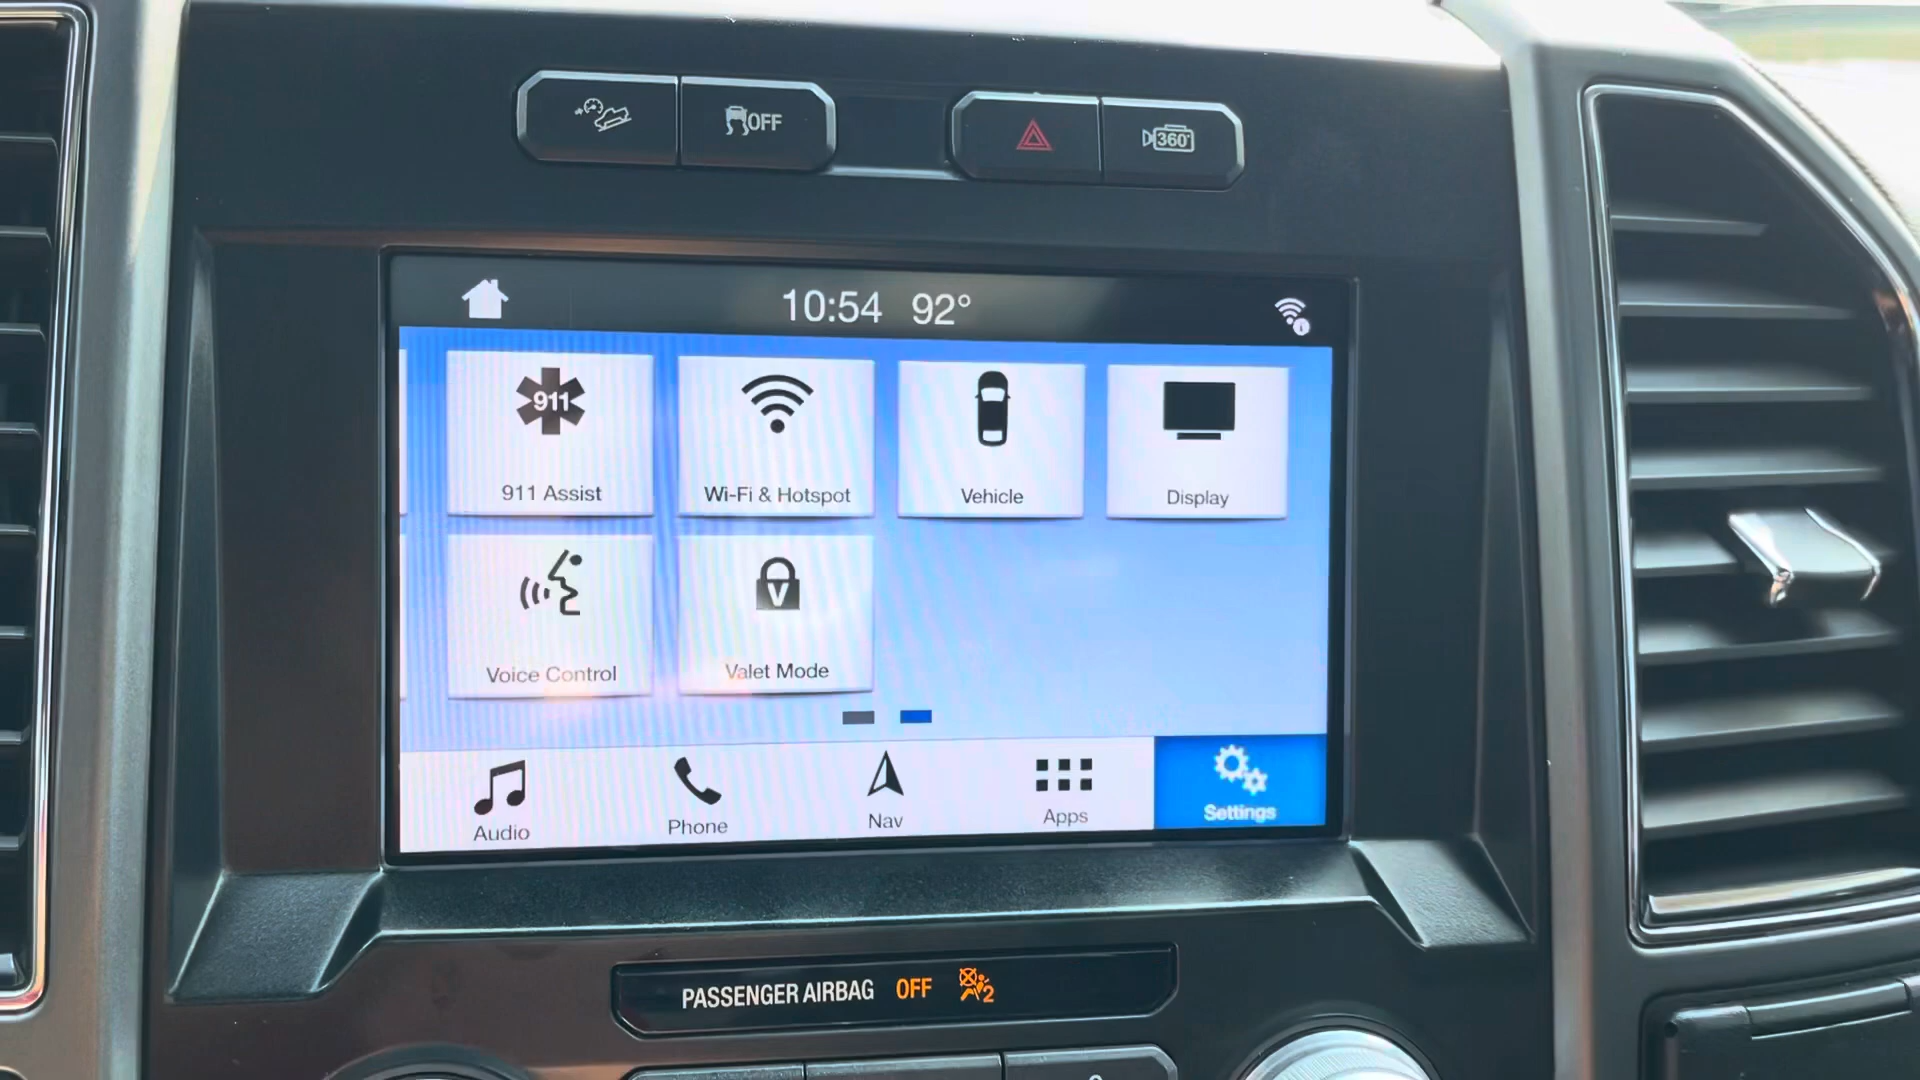 OFF
360°
10:54 92°
911
911 Assist
Wi-Fi & Hotspot
Vehicle
Display
V
Voice Control
Valet Mode
Audio
Phone
Nav
Apps
Settings
PASSENGER AIRBAG OFF 2